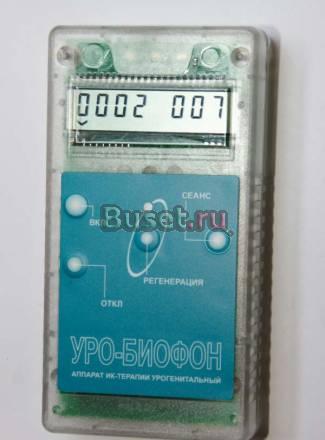 0002 007
СЕАНС
ВКЛ
Buset.ru
РЕГЕНЕРАЦИЯ
ОТКЛ
УРО-БИОФОН
АППАРАТ ИК-ТЕРАПИИ УРОГЕНИТАЛЬНЫЙ